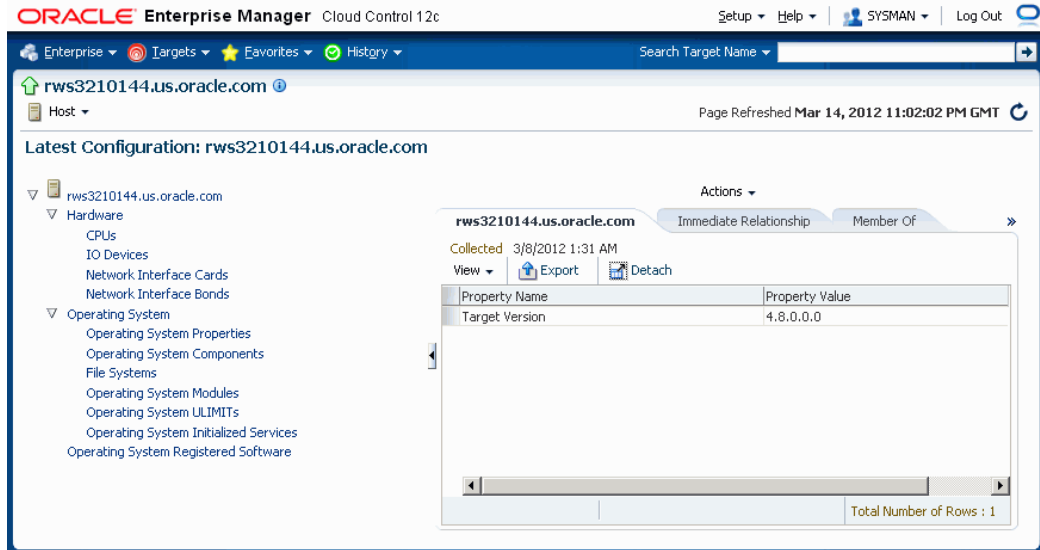 ORACLE Enterprise Manager Cloud Control 12c
Setup Help SYSMAN Log Out
Enterprise Targets Favorites History Search Target Name
rws3210144.us.oracle.com
Host Page Refreshed Mar 14, 2012 11:02:02 PM GMT
Latest Configuration: rws3210144.us.oracle.com
rws3210144.us.oracle.com
Hardware
CPUs
IO Devices
Network Interface Cards
Network Interface Bonds
Operating System
Operating System Properties
Operating System Components
File Systems
Operating System Modules
Operating System ULIMITs
Operating System Initialized Services
Operating System Registered Software
Actions
rws3210144.us.oracle.com Immediate Relationship Member Of »
Collected 3/8/2012 1:31 AM
View Export Detach
Property Name Property Value
Target Version 4.8.0.0.0
Total Number of Rows : 1